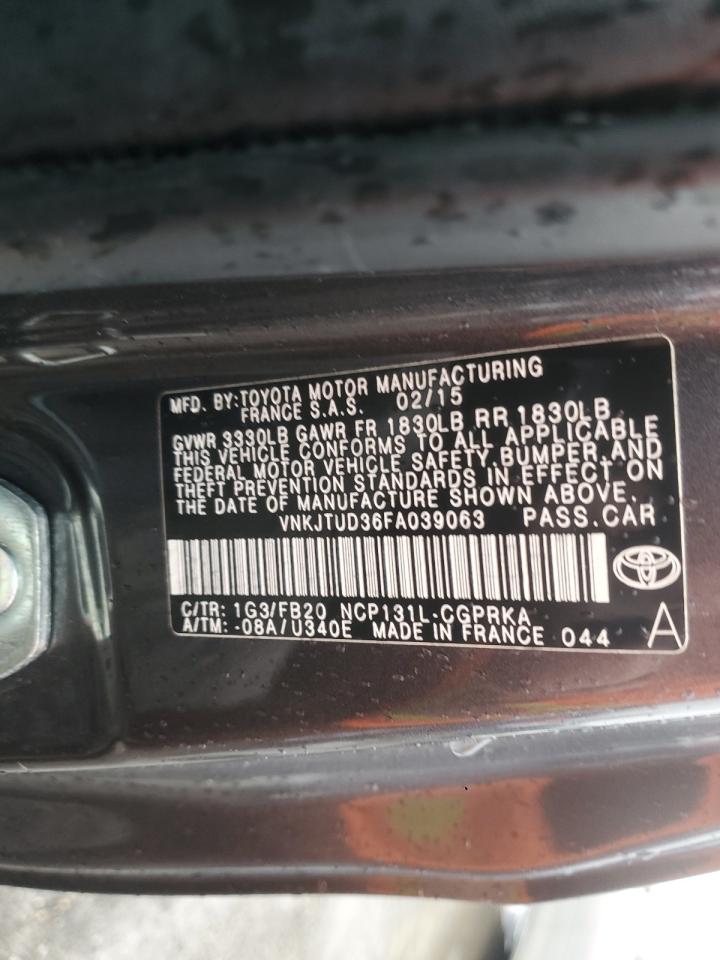 MFD. BY:TOYOTA MOTOR MANUFACTURING
FRANCE S.A.S. 02/15
GVWR 3330LB GAWR FR 1830LB RR 1830LB
THIS VEHICLE CONFORMS TO ALL APPLICABLE
FEDERAL MOTOR VEHICLE SAFETY, BUMPER, AND
THEFT PREVENTION STANDARDS IN EFFECT ON
THE DATE OF MANUFACTURE SHOWN ABOVE.
VNKJTUD36FA039063 PASS.CAR
C/TR: 1G3/FB20 NCP131L-CGPRKA
A/TM: -08A/U340E MADE IN FRANCE 044 A